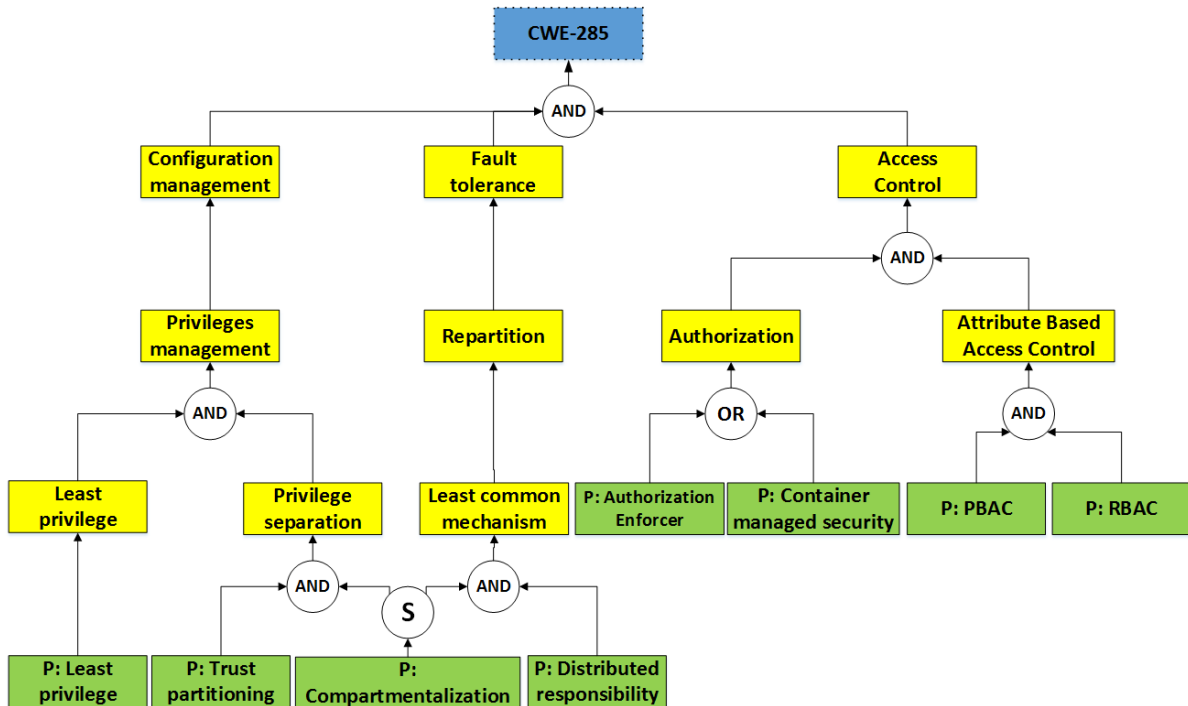 CWE-285
AND
Configuration
management
Fault
tolerance
Access
Control
AND
Privileges
management
Repartition
Authorization
Attribute Based
Access Control
AND
OR
AND
Least
privilege
Privilege
separation
Least common
mechanism
P: Authorization
Enforcer
P: Container
managed security
P: PBAC
P: RBAC
AND
S
AND
P: Least
privilege
P: Trust
partitioning
P:
Compartmentalization
P: Distributed
responsibility